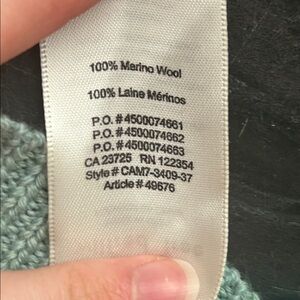 100% Merino Wool
100% Laine Mérinos
P.O. #4500074661
P.O. #4500074662
P.O. #4500074663
CA 23725 RN 122354
Style # CAM7-3409-37
Article # 49676